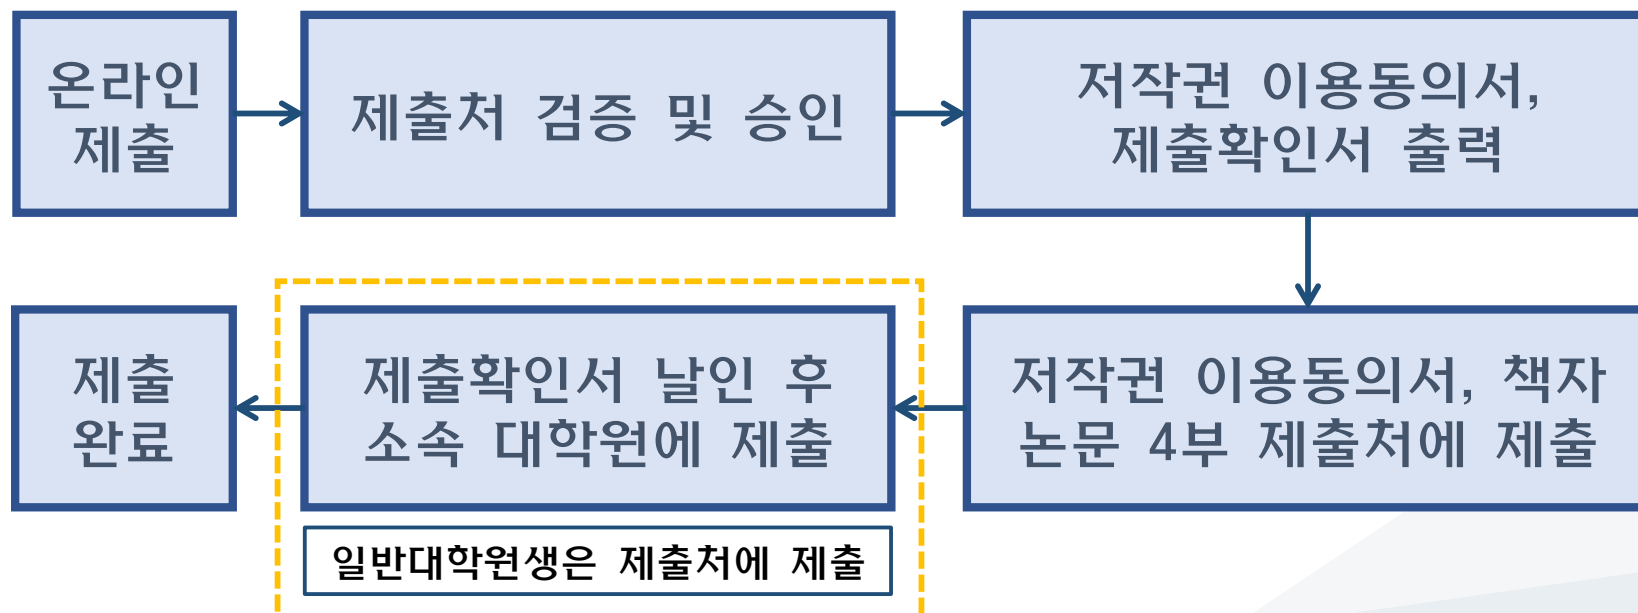 온라인
제출
제출처 검증 및 승인
저작권 이용동의서,
제출확인서 출력
저작권 이용동의서, 책자
논문 4부 제출처에 제출
제출확인서 날인 후
소속 대학원에 제출
일반대학원생은 제출처에 제출
제출
완료